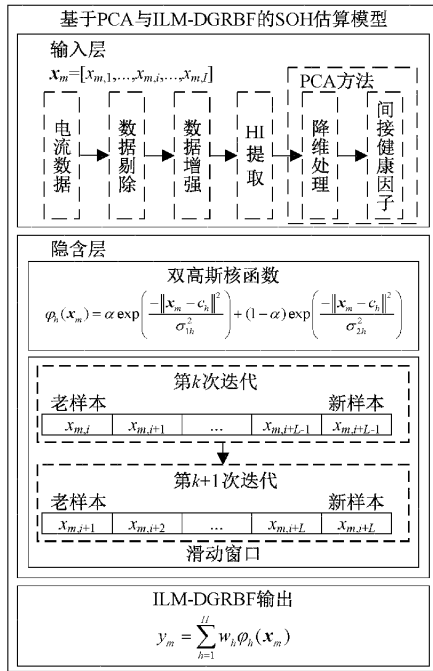 基于PCA与ILM-DGRBF的SOH估算模型
输入层
x_m=[x_{m,1},...,x_{m,i},...,x_{m,I}]
PCA方法
电流数据
数据剔除
数据增强
HI提取
降维处理
间接健康因子
隐含层
双高斯核函数
φ_h(x_m) = α exp(-‖x_m - c_h‖²/σ²_{1h}) + (1-α) exp(-‖x_m - c_h‖²/σ²_{2h})
第k次迭代
老样本 新样本
x_{m,i} x_{m,i+1} ... x_{m,i+L-1} x_{m,i+L-1}
第k+1次迭代
老样本 新样本
x_{m,i+1} x_{m,i+2} ... x_{m,i+L} x_{m,i+L}
滑动窗口
ILM-DGRBF输出
y_m = ∑_{h=1}^{H} w_h φ_h(x_m)